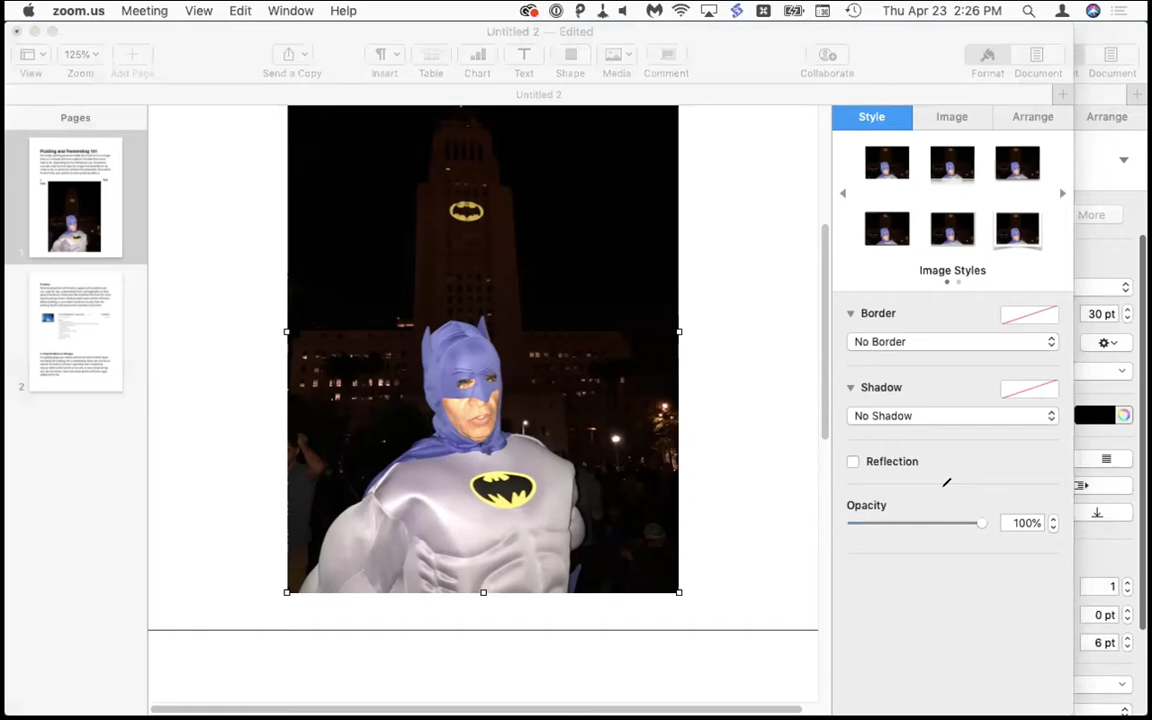 zoom.us Meeting View Edit Window Help Thu Apr 23 2:26 PM
Untitled 2 — Edited
125%
View Zoom Add Page Insert Table Chart Text Shape Media Comment Send a Copy Collaborate Format Document Document
Untitled 2
Pages
Style Image Arrange Arrange
More
1
Image Styles
Border
30 pt
No Border
Shadow
No Shadow
Reflection
Opacity
100%
1
0 pt
6 pt
2